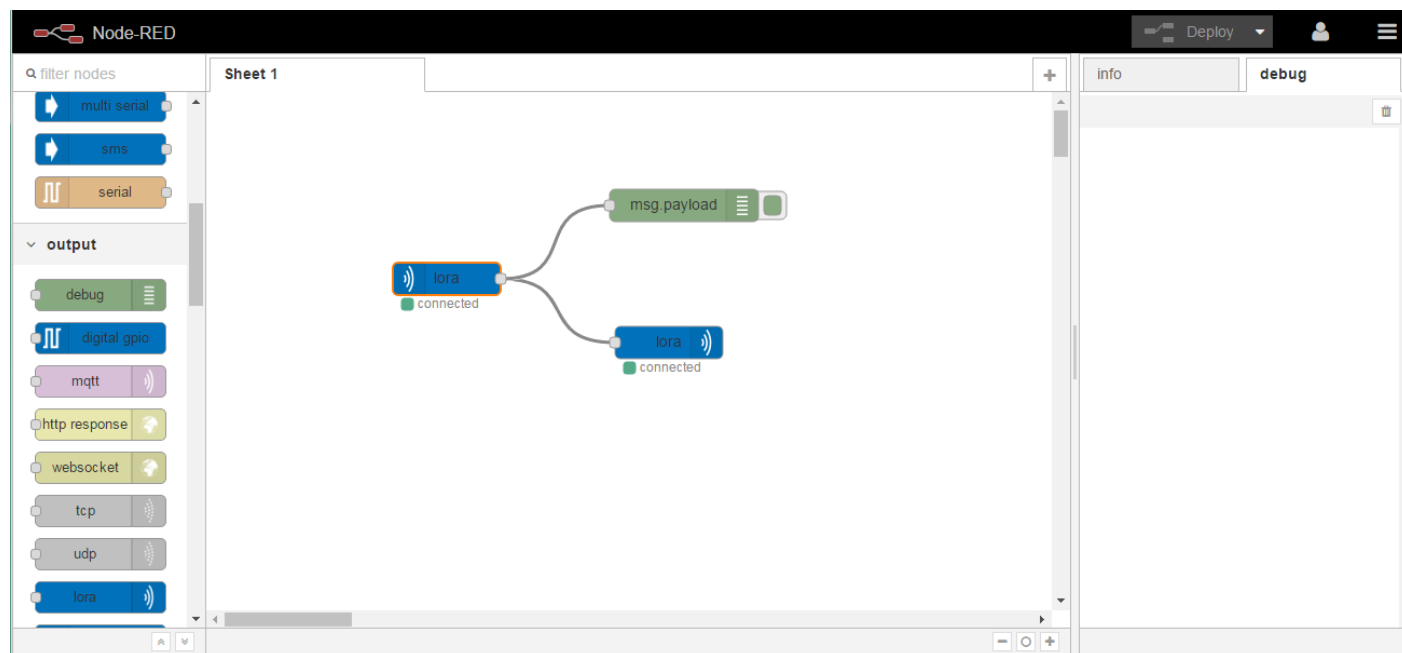 Node-RED
Deploy
filter nodes
Sheet 1
info
debug
multi serial
sms
serial
output
debug
digital gpio
mqtt
http response
websocket
tcp
udp
lora
msg.payload
lora
connected
lora
connected